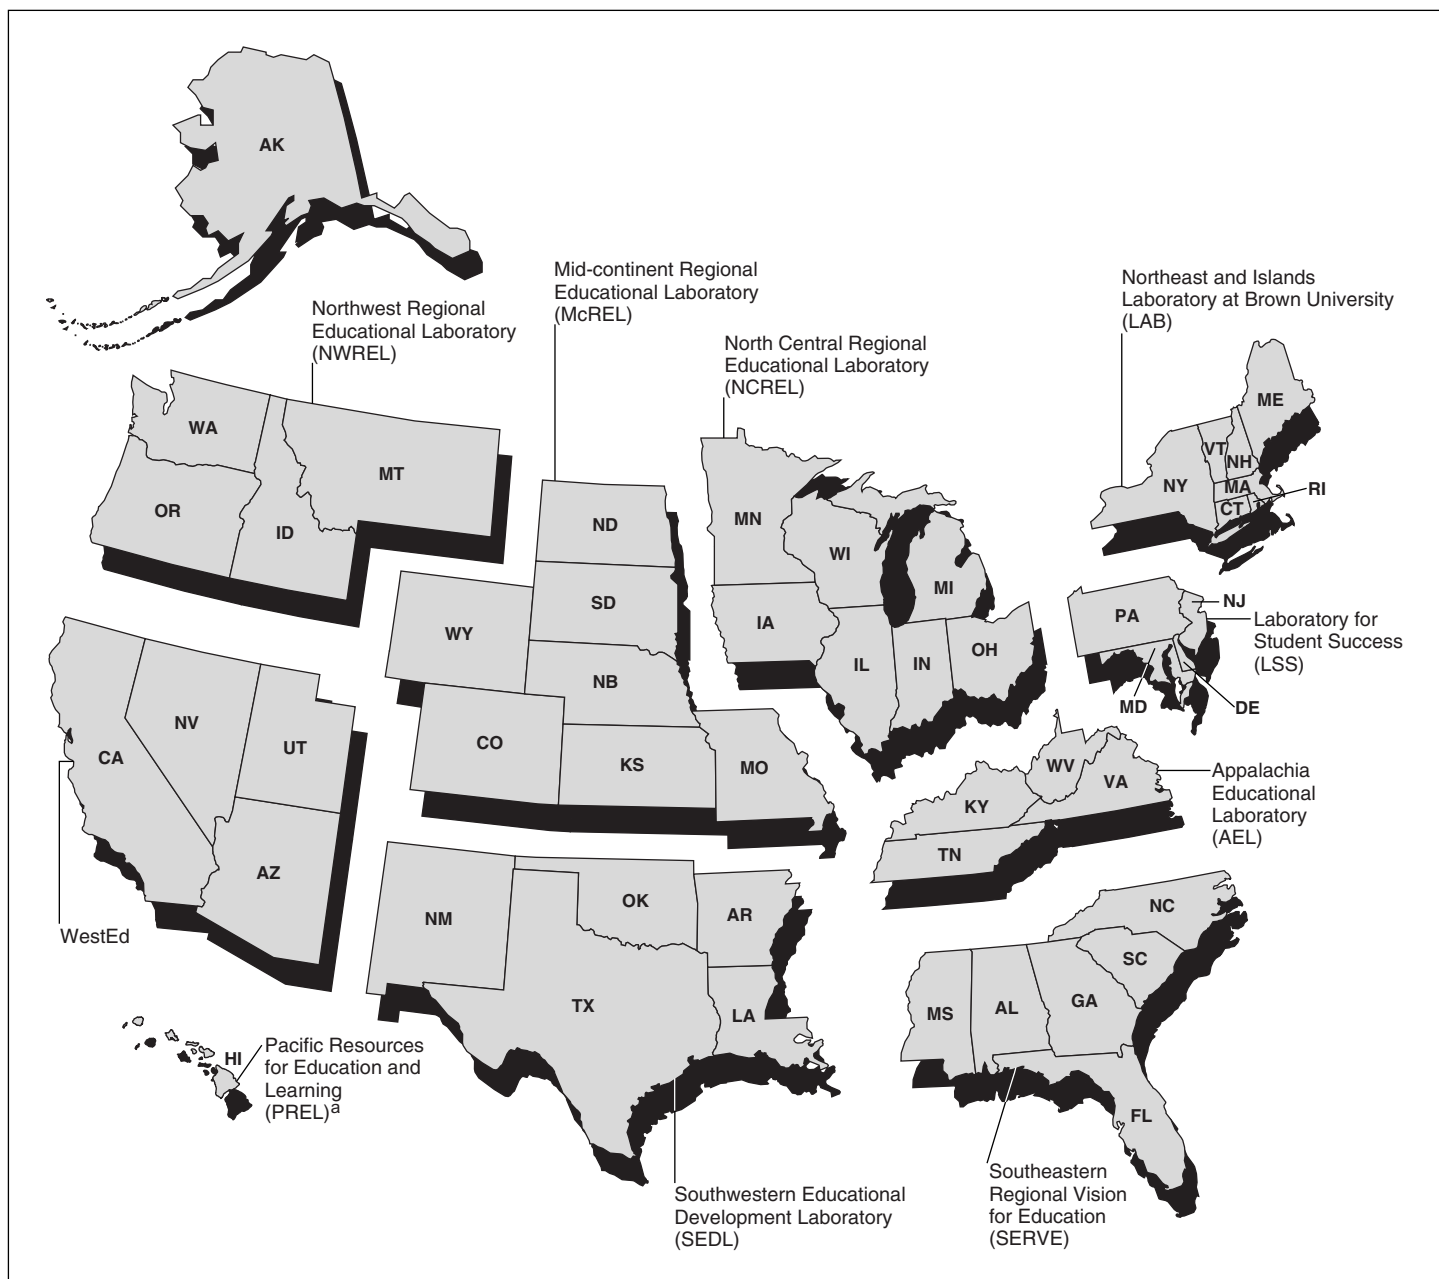 AK
Mid-continent Regional
Educational Laboratory
(McREL)
Northeast and Islands
Laboratory at Brown University
(LAB)
Northwest Regional
Educational Laboratory
(NWREL)
North Central Regional
Educational Laboratory
(NCREL)
WA
MT
OR
ID
ND
SD
WY
NB
CO
KS
MO
MN
WI
MI
IA
IL
IN
OH
ME
VT
NH
NY
MA
RI
CT
PA
NJ
Laboratory for
Student Success
(LSS)
MD
DE
CA
NV
UT
AZ
WestEd
WV
VA
KY
TN
Appalachia
Educational
Laboratory
(AEL)
NM
OK
AR
TX
LA
NC
SC
MS
AL
GA
FL
HI
Pacific Resources
for Education and
Learning
(PREL)a
Southwestern Educational
Development Laboratory
(SEDL)
Southeastern
Regional Vision
for Education
(SERVE)